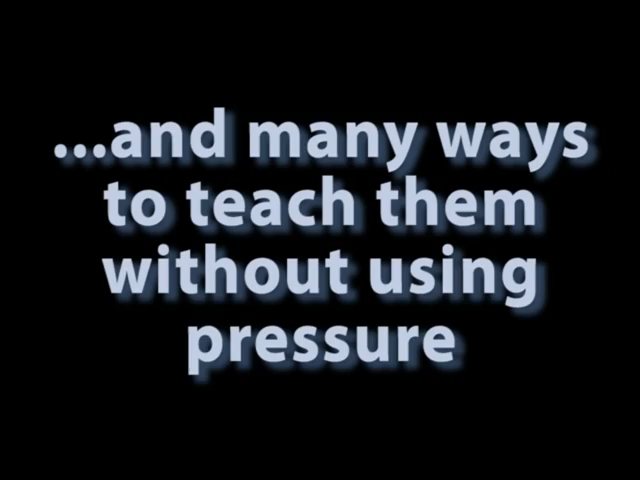 ...and many ways
to teach them
without using
pressure